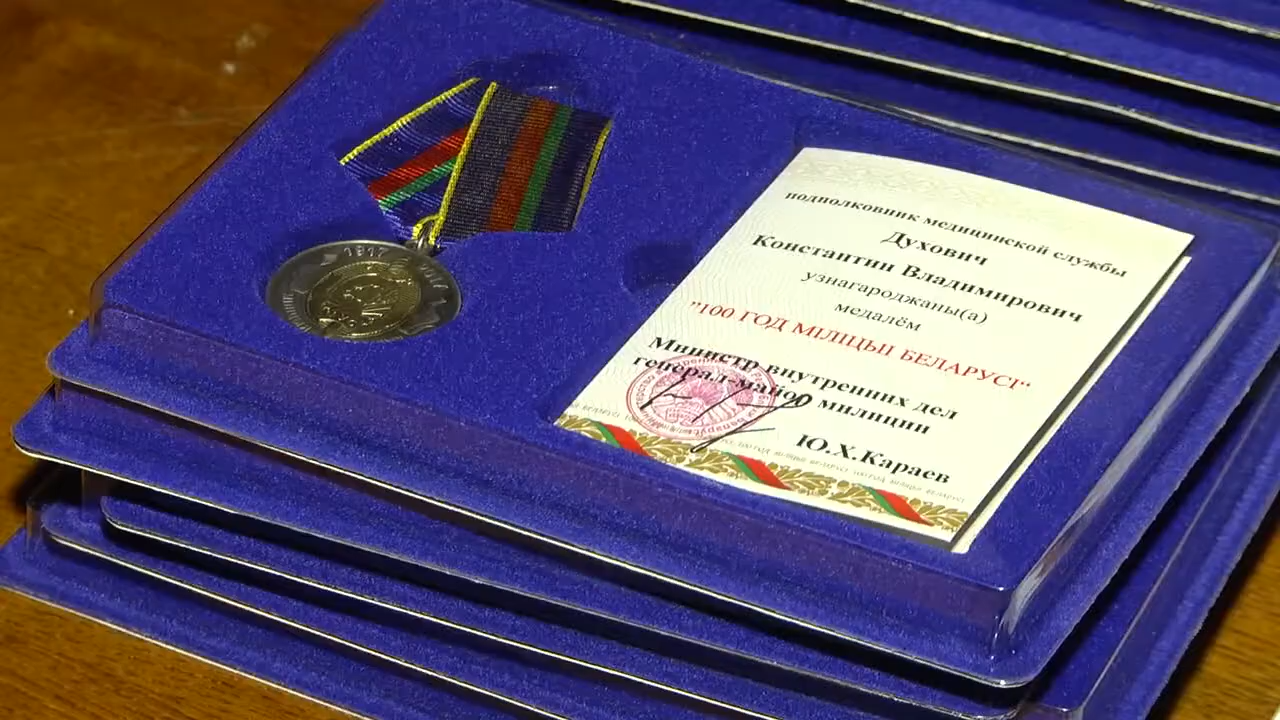 1917
подполковник медицинской службы
Духович
Константин Владимирович
узнагароджаны(а)
медалём
"100 ГОД МІЛІЦЫІ БЕЛАРУСІ"
Министр внутренних дел
генерал-майор милиции
Ю.Х.Караев